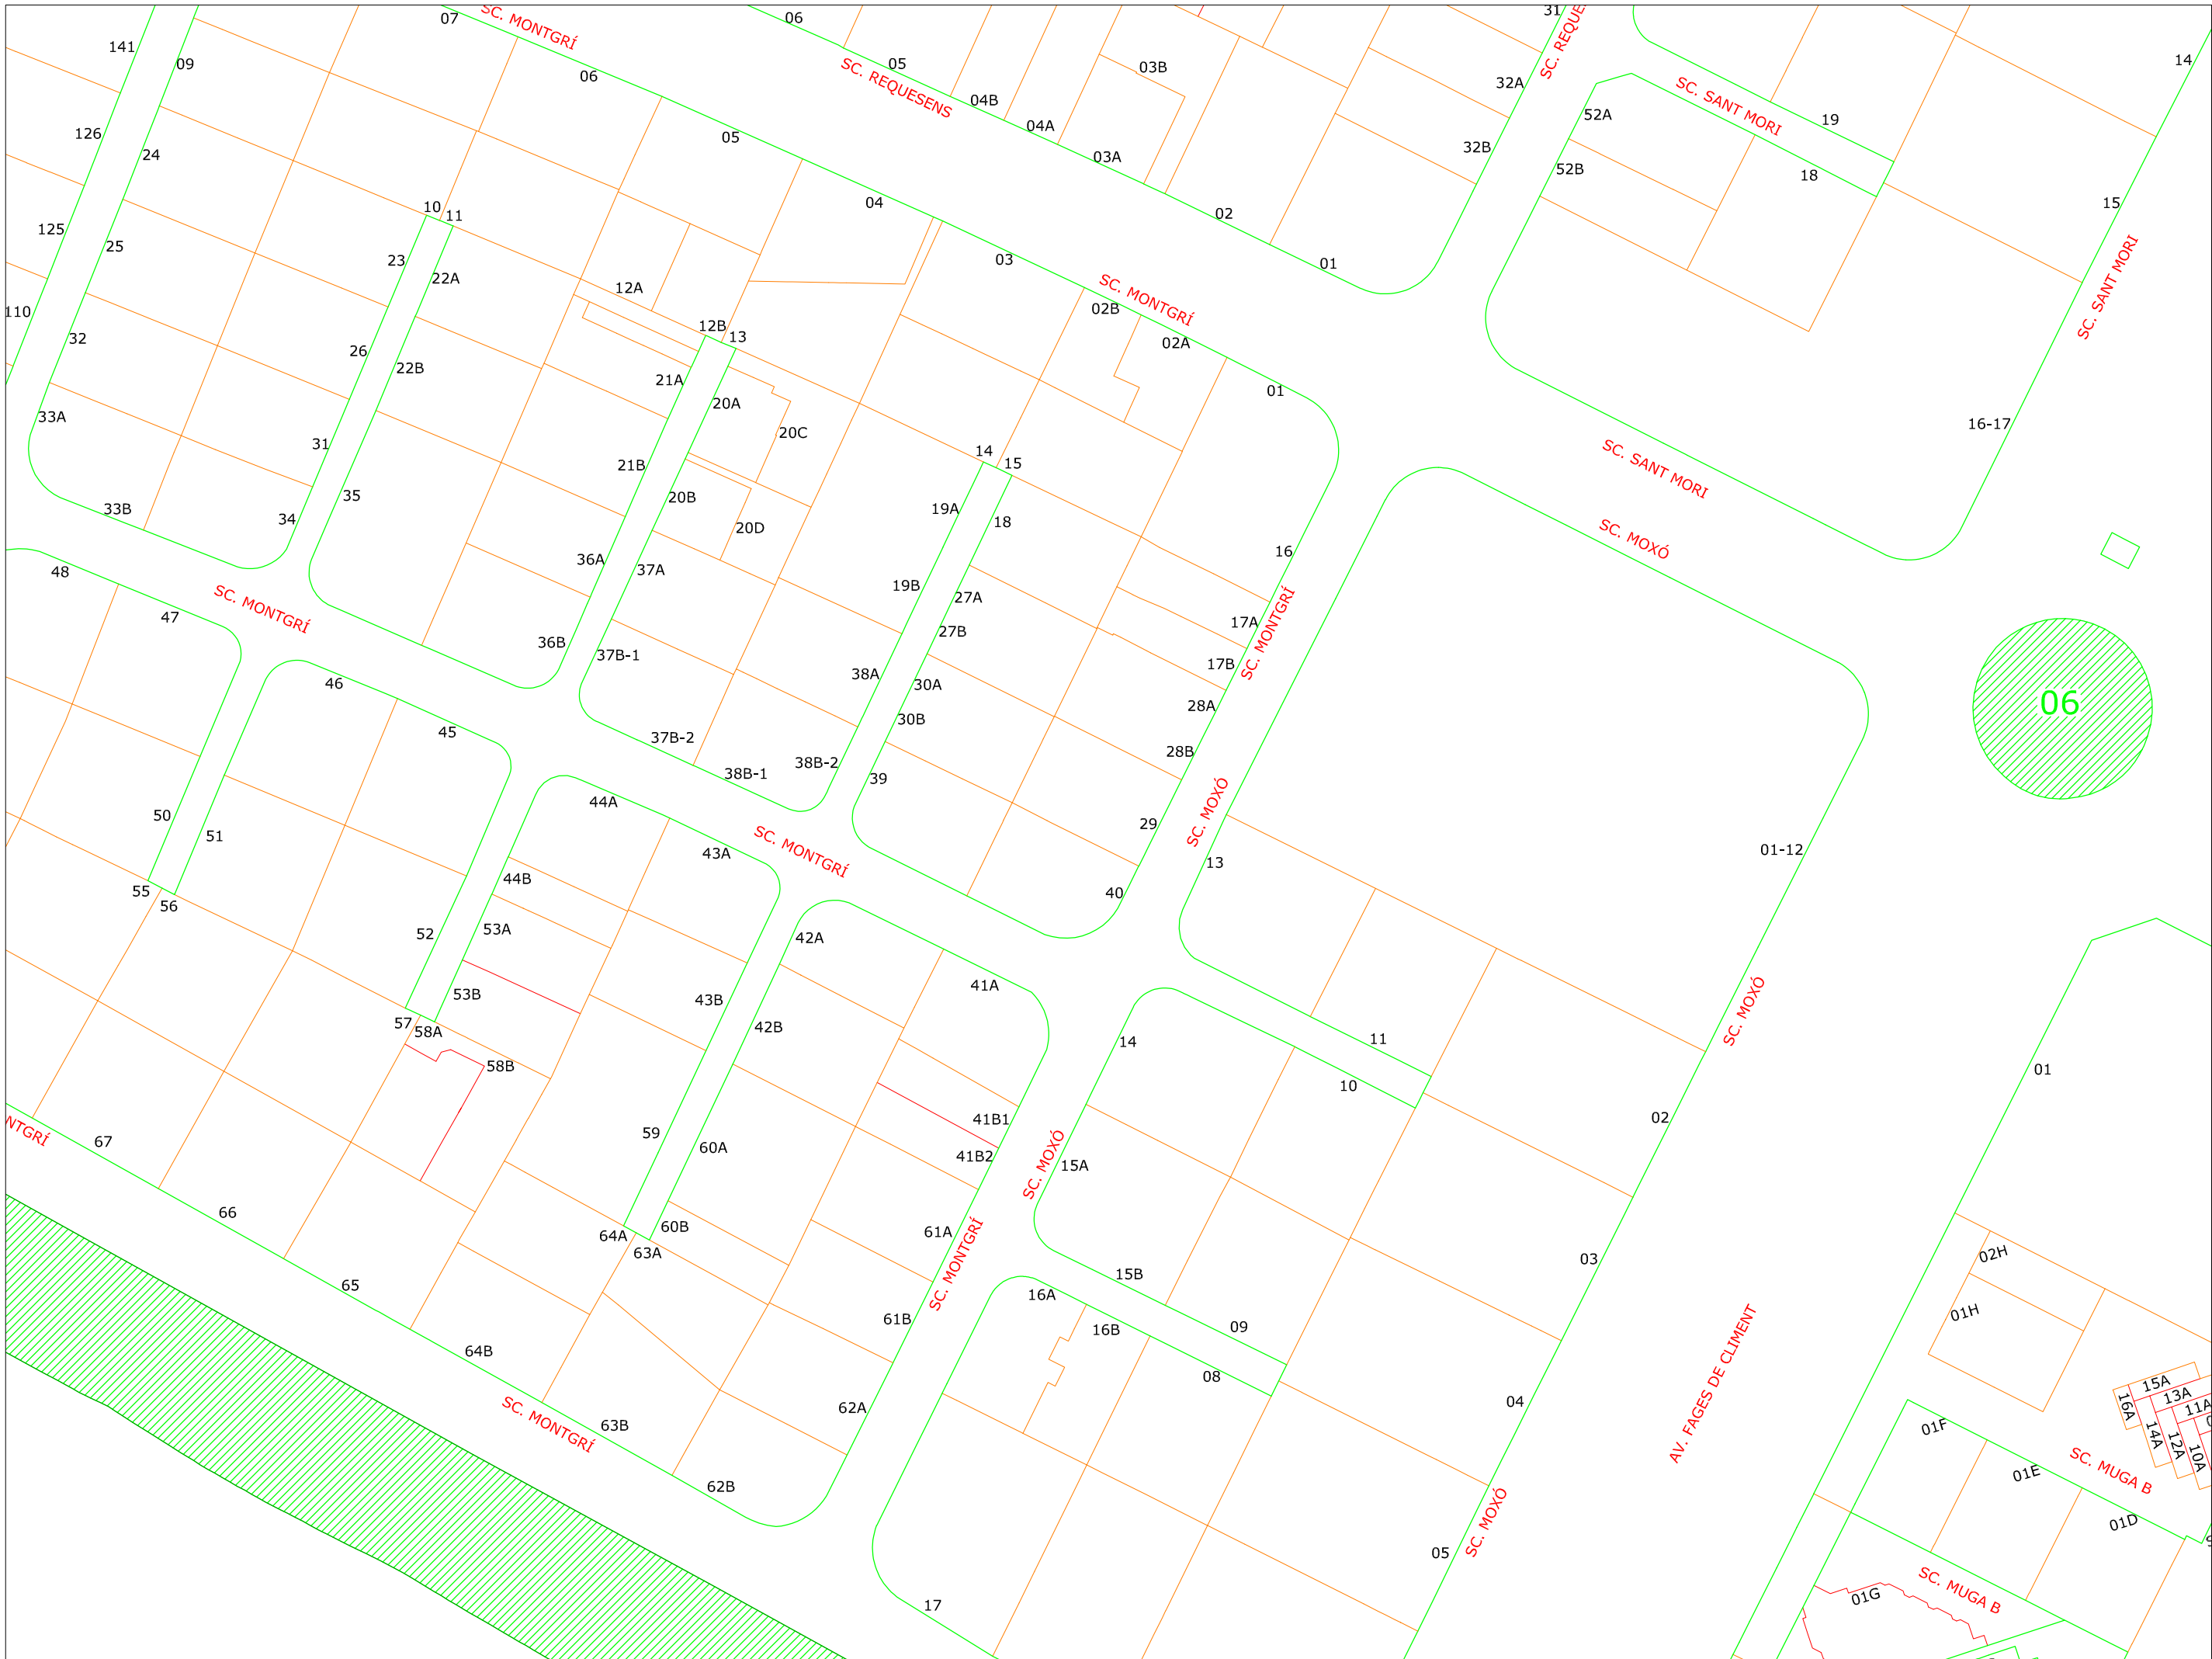 07
SC. MONTGRÍ
06
31
SC. REQUE
141
09
06
05
SC. REQUESENS
03B
32A
SC. SANT MORI
14
126
24
05
04B
04A
03A
32B
52A
19
52B
18
125
25
10
11
04
02
15
23
22A
12A
03
SC. MONTGRÍ
01
SC. SANT MORI
110
32
26
22B
12B
13
02B
02A
33A
21A
20A
20C
01
16-17
31
21B
14
15
SC. SANT MORI
33B
34
35
20B
20D
19A
18
16
SC. MOXÓ
48
36A
37A
19B
27A
47
SC. MONTGRÍ
36B
37B-1
27B
17A
17B
SC. MONTGRÍ
46
38A
30A
28A
06
45
37B-2
38B-1
38B-2
30B
28B
39
50
51
44A
43A
SC. MONTGRÍ
29
SC. MOXÓ
13
01-12
55
56
44B
40
52
53A
42A
53B
43B
41A
SC. MOXÓ
57
58A
42B
14
11
01
58B
10
67
NTGRÍ
59
60A
41B1
41B2
SC. MOXÓ
15A
02
66
64A
63A
60B
61A
SC. MONTGRÍ
03
02H
65
15B
16A
01H
64B
61B
16B
09
08
AV. FAGES DE CLIMENT
04
15A
13A
11A
16A
14A
12A
10A
SC. MONTGRÍ
63B
62A
01F
62B
01E
SC. MUGA B
01D
05
SC. MOXÓ
17
01G
SC. MUGA B